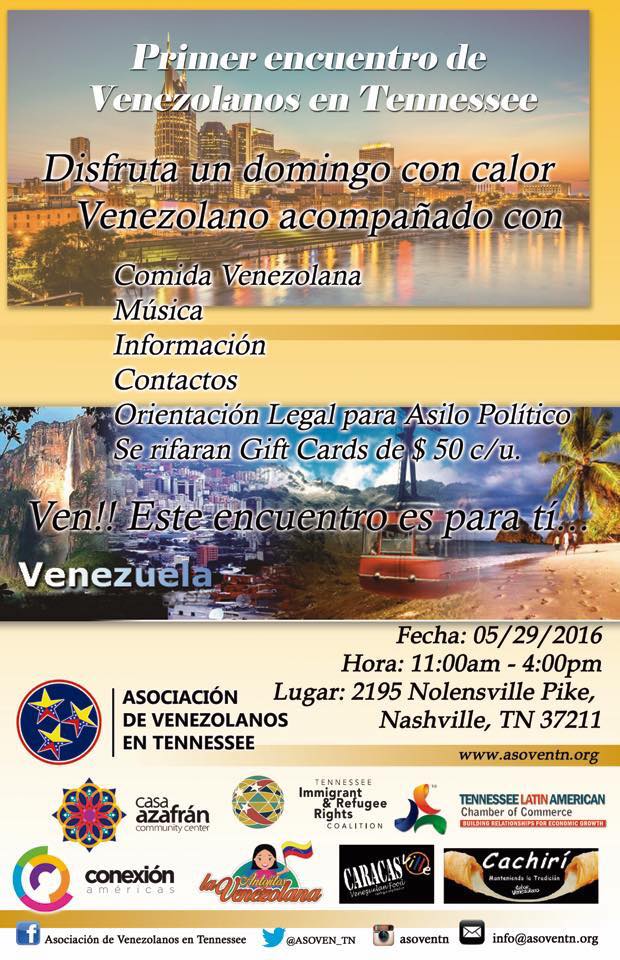 Primer encuentro de
Venezolanos en Tennessee
Disfruta un domingo con calor
Venezolano acompañado con
Comida Venezolana
Música
Información
Contactos
Orientación Legal para Asilo Político
Se rifaran Gift Cards de $ 50 c/u.
Ven!! Este encuentro es para tí...
Venezuela
Fecha: 05/29/2016
Hora: 11:00am - 4:00pm
Lugar: 2195 Nolensville Pike,
Nashville, TN 37211
ASOCIACIÓN
DE VENEZOLANOS
EN TENNESSEE
www.asoventn.org
casa
azafrán
community center
TENNESSEE
Immigrant
& Refugee
Rights
COALITION
TENNESSEE LATIN AMERICAN
Chamber of Commerce
BUILDING RELATIONSHIPS FOR ECONOMIC GROWTH
conexión
américas
Antojitos
la Venezolana
CARACAS ville
Venezuelan Food
Cachirí
Manteniendo la Tradición
Asociación de Venezolanos en Tennessee
@ASOVEN_TN
asoventn
info@asoventn.org